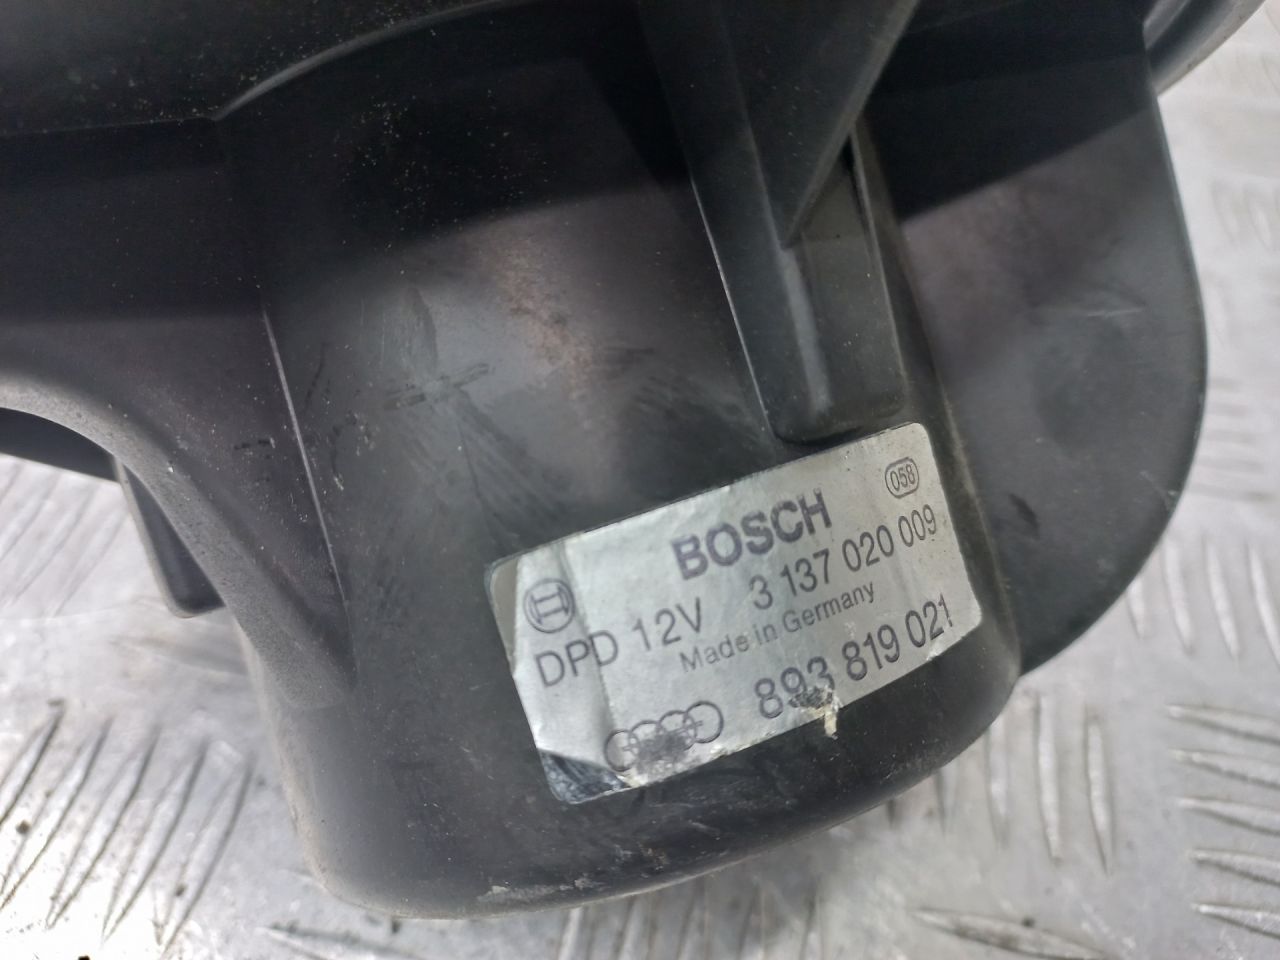 058
BOSCH
DPD 12V 3 137 020 009
Made in Germany
893 819 021